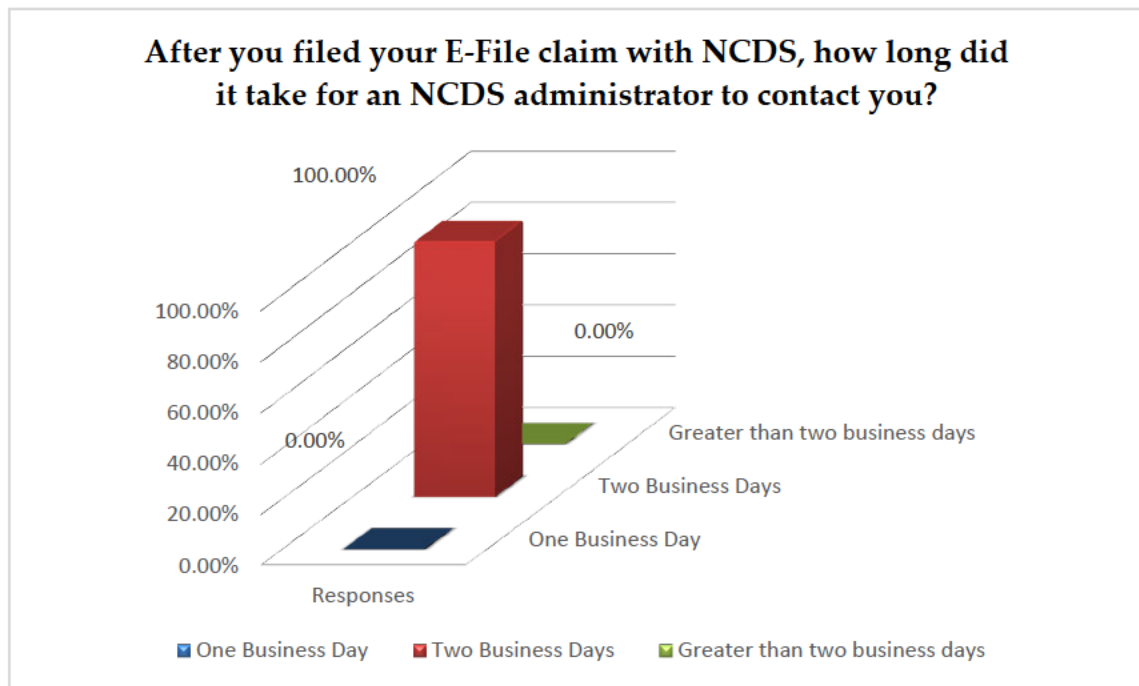 After you filed your E-File claim with NCDS, how long did
it take for an NCDS administrator to contact you?
100.00%
100.00%
80.00%
60.00%
40.00%
20.00%
0.00%
0.00%
0.00%
Greater than two business days
Two Business Days
One Business Day
Responses
One Business Day
Two Business Days
Greater than two business days